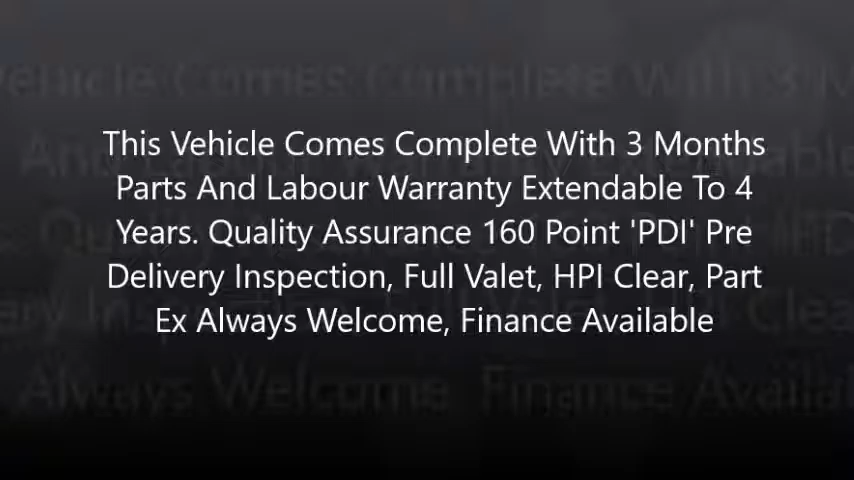 This Vehicle Comes Complete With 3 Months
Parts And Labour Warranty Extendable To 4
Years. Quality Assurance 160 Point 'PDI' Pre
Delivery Inspection, Full Valet, HPI Clear, Part
Ex Always Welcome, Finance Available